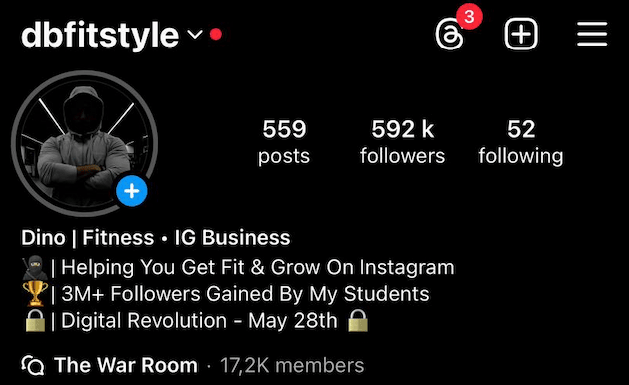 dbfitstyle
3
559 592 k 52
posts followers following
Dino | Fitness • IG Business
🥷 | Helping You Get Fit & Grow On Instagram
🏆 | 3M+ Followers Gained By My Students
🔒 | Digital Revolution - May 28th 🔒
The War Room · 17,2K members